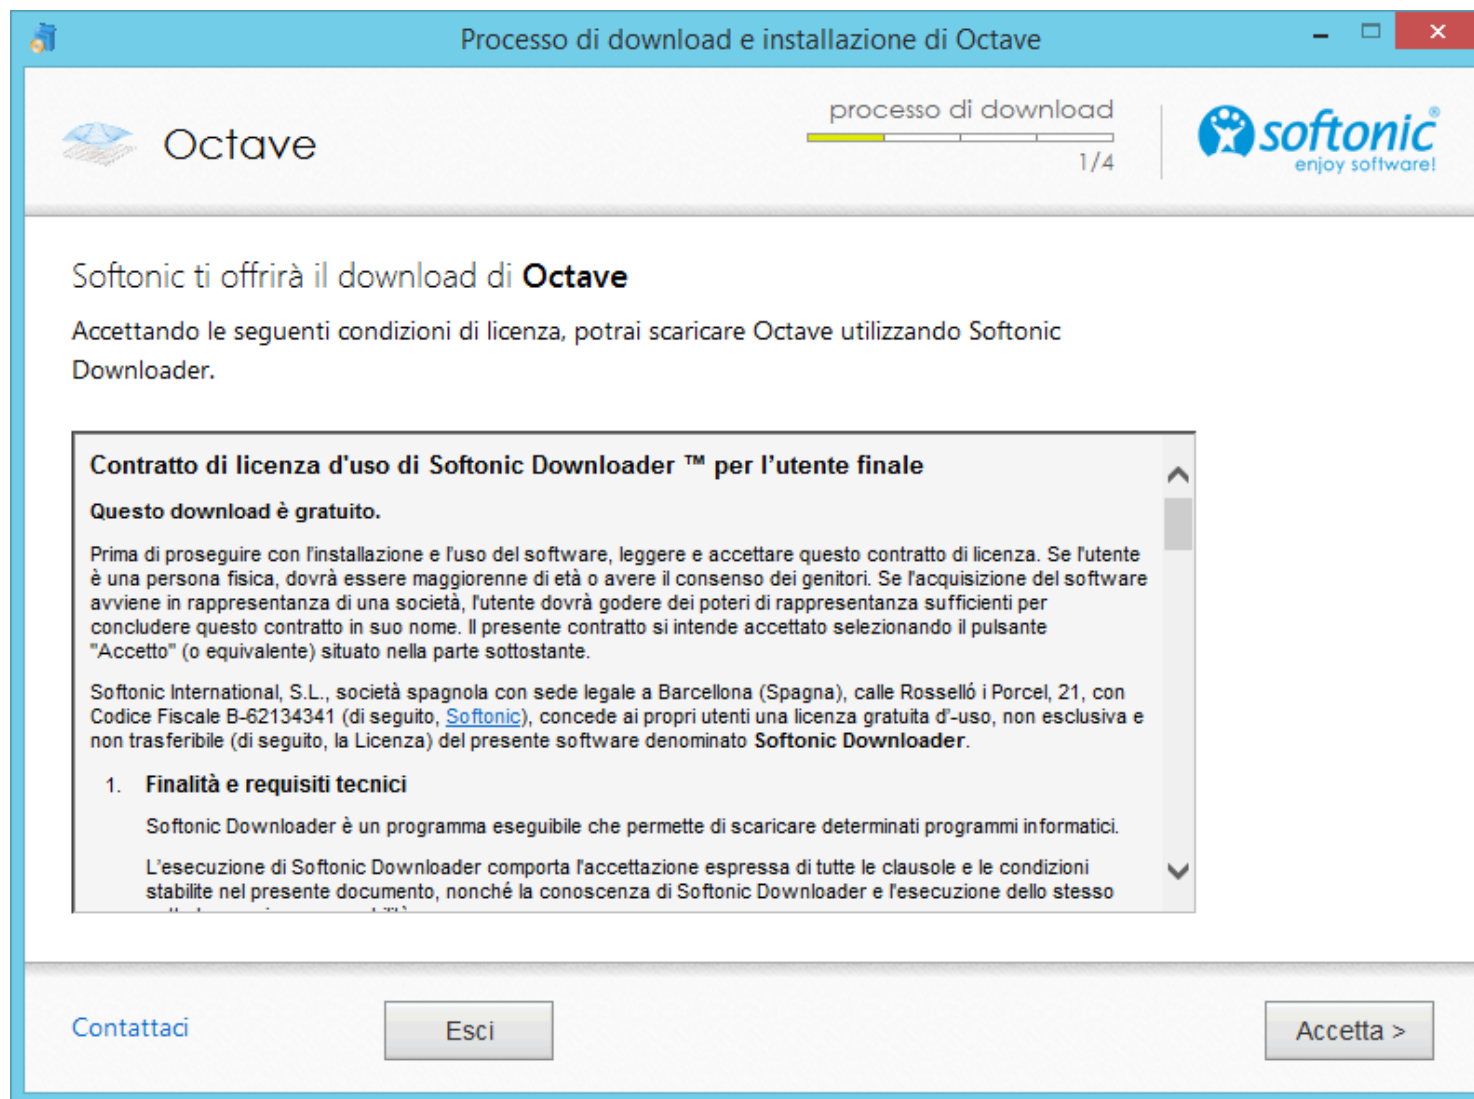 Processo di download e installazione di Octave
Octave
processo di download
1/4
softonic®
enjoy software!
Softonic ti offrirà il download di Octave
Accettando le seguenti condizioni di licenza, potrai scaricare Octave utilizzando Softonic
Downloader.
Contratto di licenza d'uso di Softonic Downloader ™ per l’utente finale
Questo download è gratuito.
Prima di proseguire con l'installazione e l'uso del software, leggere e accettare questo contratto di licenza. Se l'utente
è una persona fisica, dovrà essere maggiorenne di età o avere il consenso dei genitori. Se l'acquisizione del software
avviene in rappresentanza di una società, l'utente dovrà godere dei poteri di rappresentanza sufficienti per
concludere questo contratto in suo nome. Il presente contratto si intende accettato selezionando il pulsante
"Accetto" (o equivalente) situato nella parte sottostante.
Softonic International, S.L., società spagnola con sede legale a Barcellona (Spagna), calle Rosselló i Porcel, 21, con
Codice Fiscale B-62134341 (di seguito, Softonic), concede ai propri utenti una licenza gratuita d'-uso, non esclusiva e
non trasferibile (di seguito, la Licenza) del presente software denominato Softonic Downloader.
1. Finalità e requisiti tecnici
Softonic Downloader è un programma eseguibile che permette di scaricare determinati programmi informatici.
L'esecuzione di Softonic Downloader comporta l'accettazione espressa di tutte le clausole e le condizioni
stabilite nel presente documento, nonché la conoscenza di Softonic Downloader e l'esecuzione dello stesso
Contattaci
Esci
Accetta >